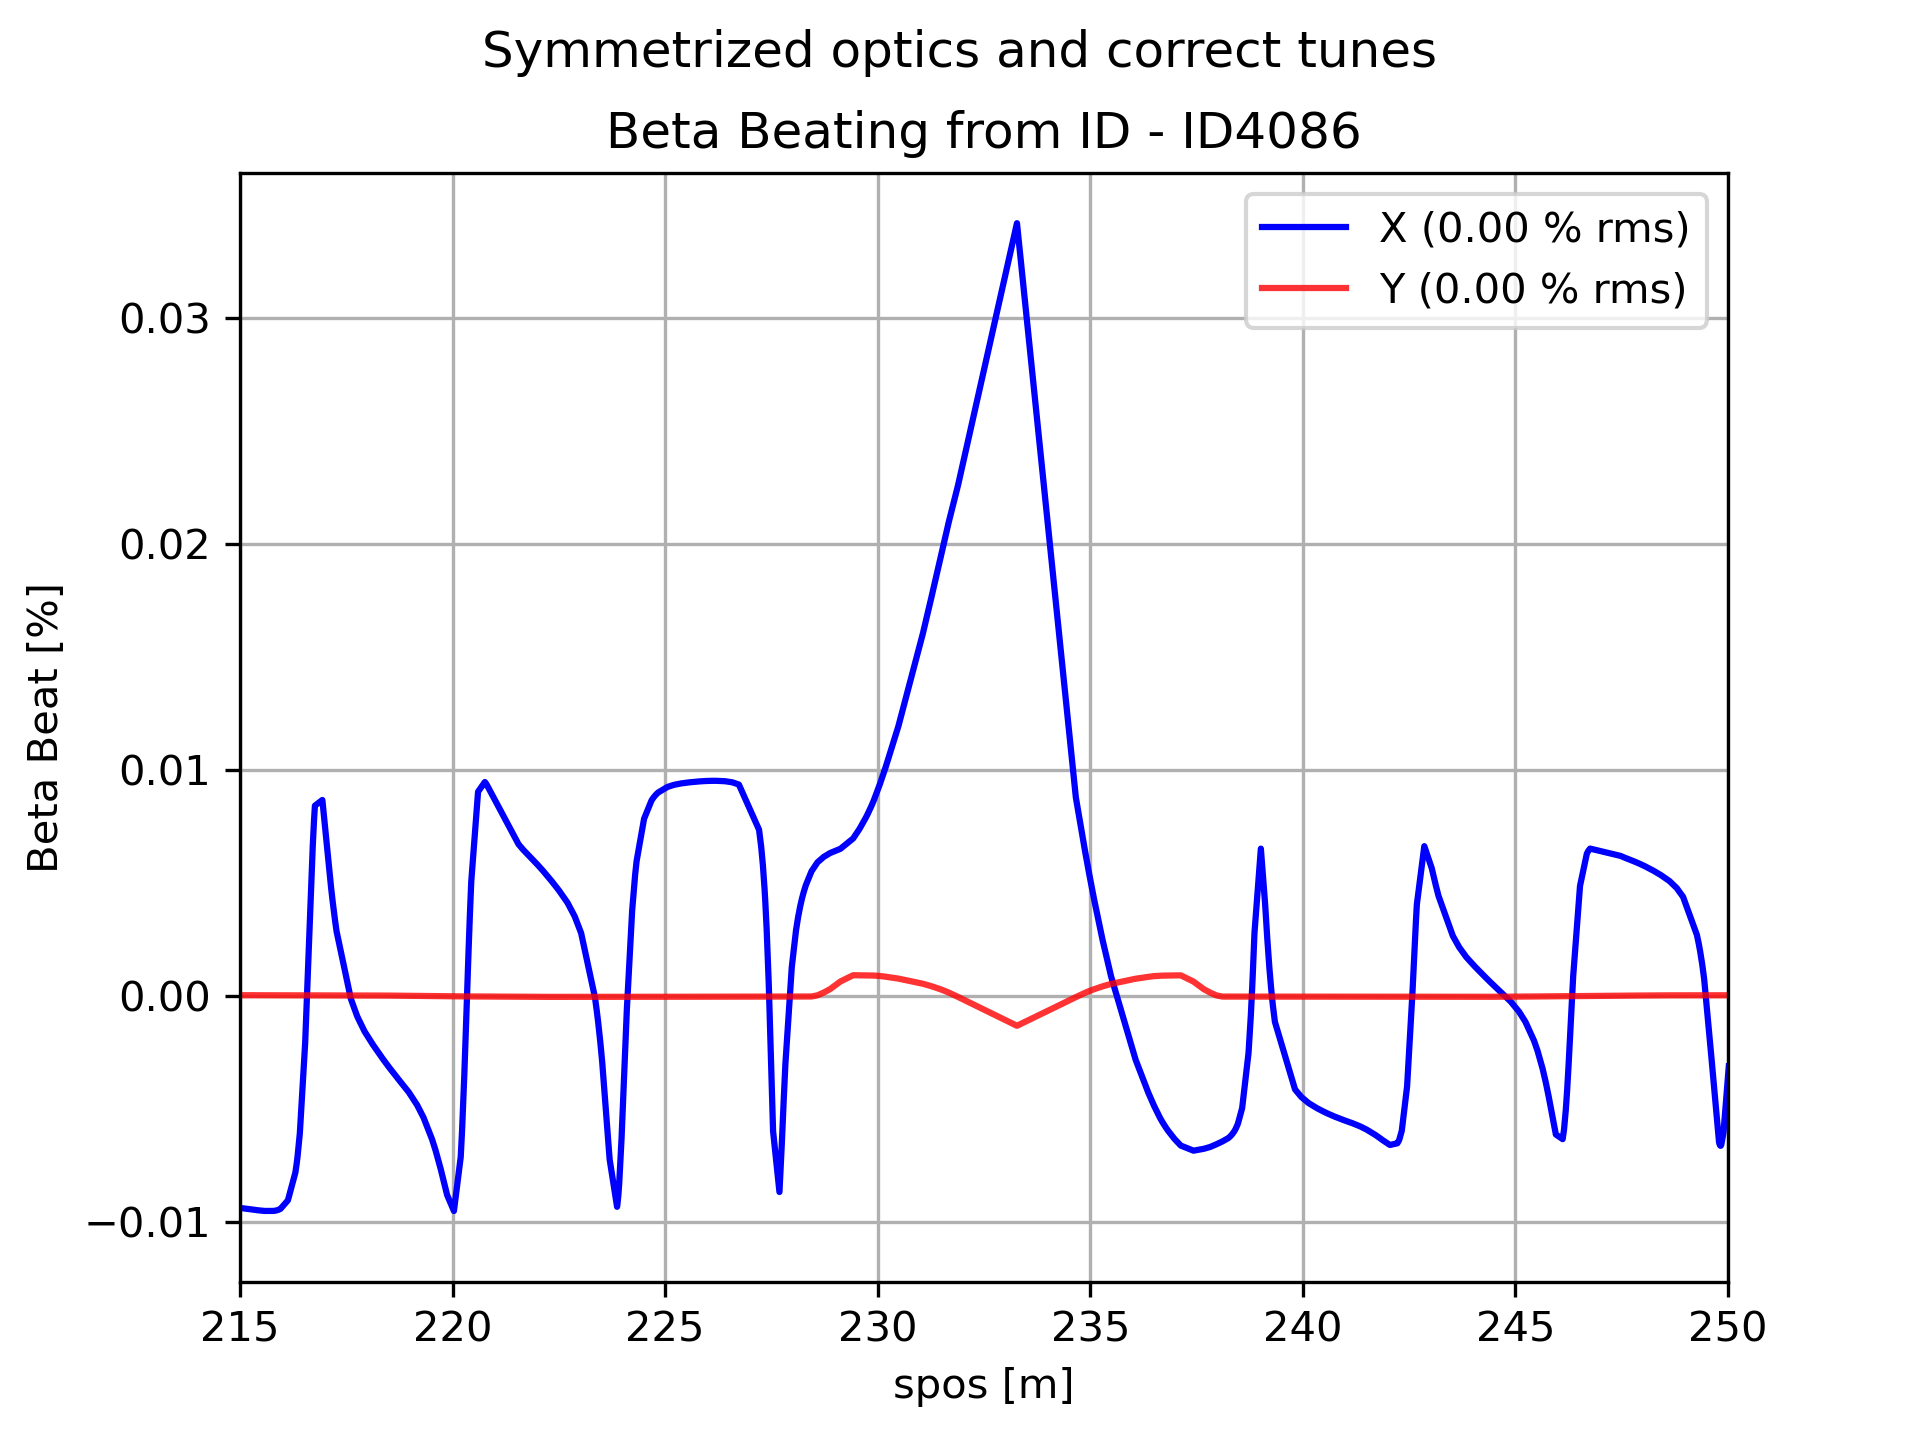 Symmetrized optics and correct tunes
Beta Beating from ID - ID4086
X (0.00 % rms)
Y (0.00 % rms)
Beta Beat [%]
0.03
0.02
0.01
0.00
−0.01
215 220 225 230 235 240 245 250
spos [m]